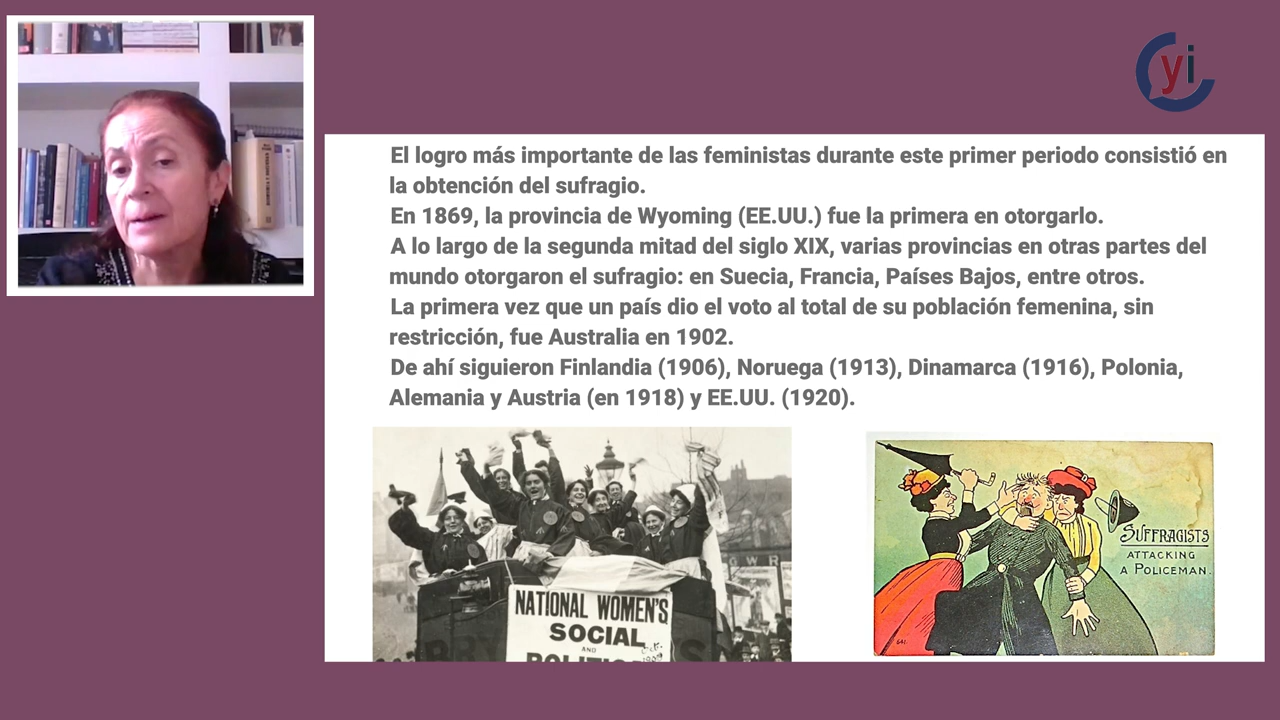 yi
El logro más importante de las feministas durante este primer periodo consistió en
la obtención del sufragio.
En 1869, la provincia de Wyoming (EE.UU.) fue la primera en otorgarlo.
A lo largo de la segunda mitad del siglo XIX, varias provincias en otras partes del
mundo otorgaron el sufragio: en Suecia, Francia, Países Bajos, entre otros.
La primera vez que un país dio el voto al total de su población femenina, sin
restricción, fue Australia en 1902.
De ahí siguieron Finlandia (1906), Noruega (1913), Dinamarca (1916), Polonia,
Alemania y Austria (en 1918) y EE.UU. (1920).
GWR
NATIONAL WOMEN'S
SOCIAL
AND
SUFFRAGISTS
ATTACKING
A POLICEMAN.
641.